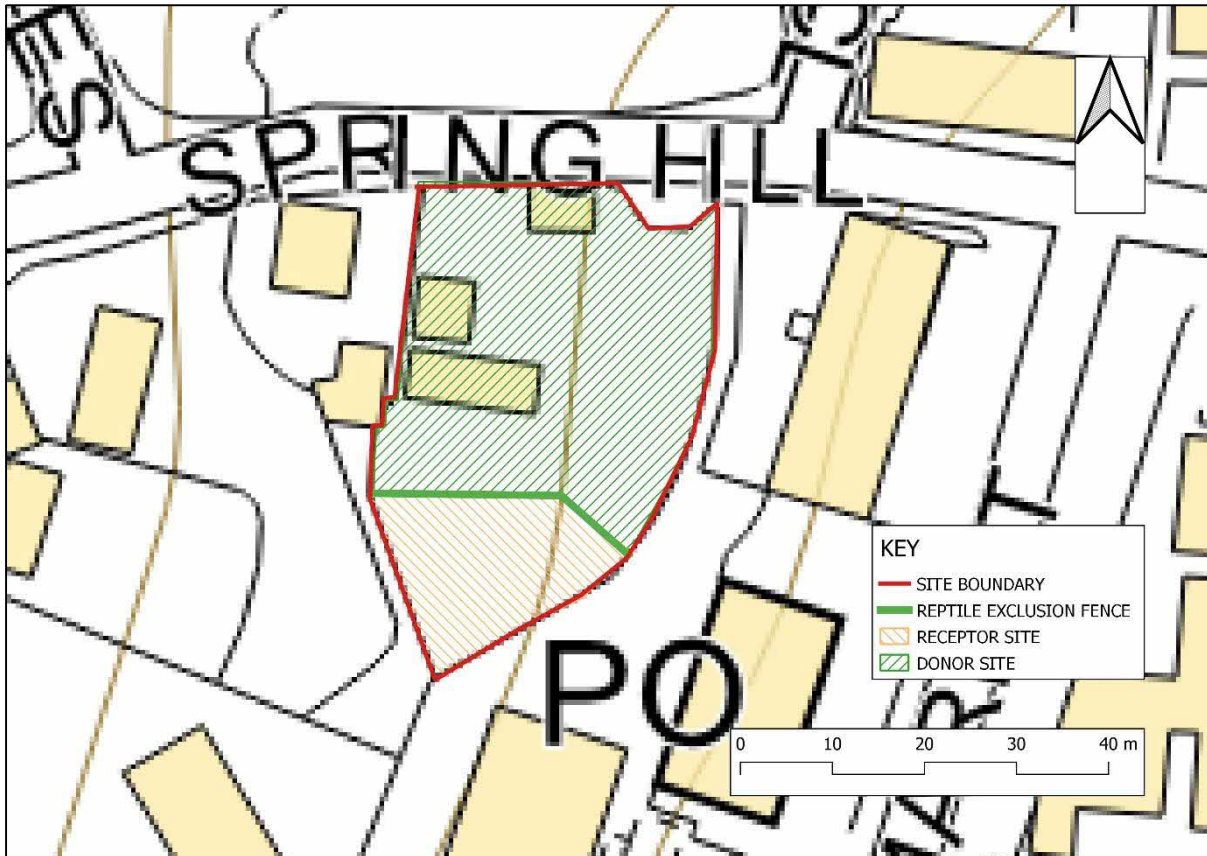 SPRING HILL
KEY
SITE BOUNDARY
REPTILE EXCLUSION FENCE
RECEPTOR SITE
DONOR SITE
PO
0 10 20 30 40 m